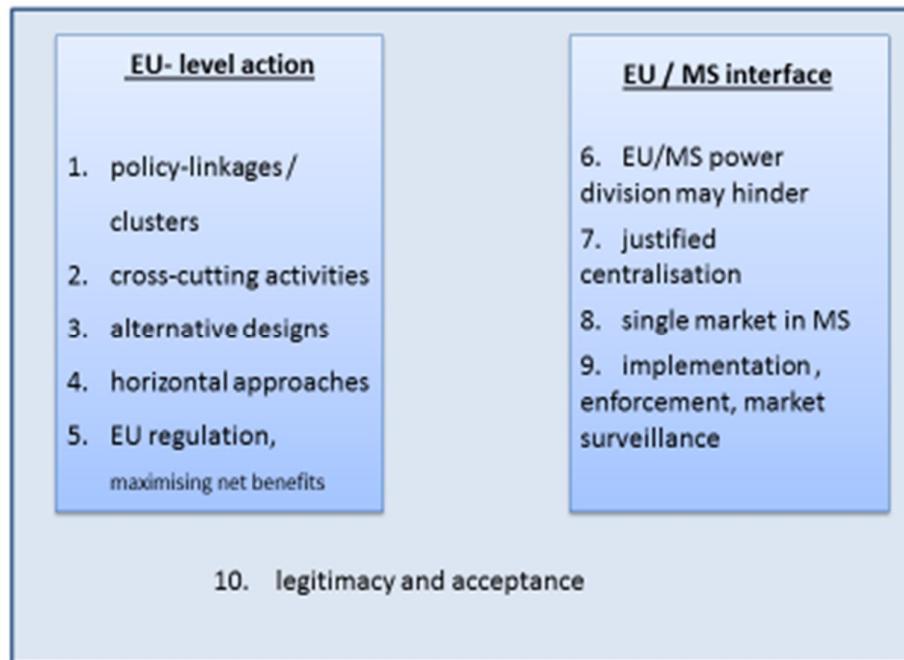 EU- level action
1. policy-linkages/
clusters
2. cross-cutting activities
3. alternative designs
4. horizontal approaches
5. EU regulation,
maximising net benefits
EU / MS interface
6. EU/MS power
division may hinder
7. justified
centralisation
8. single market in MS
9. implementation,
enforcement, market
surveillance
10. legitimacy and acceptance